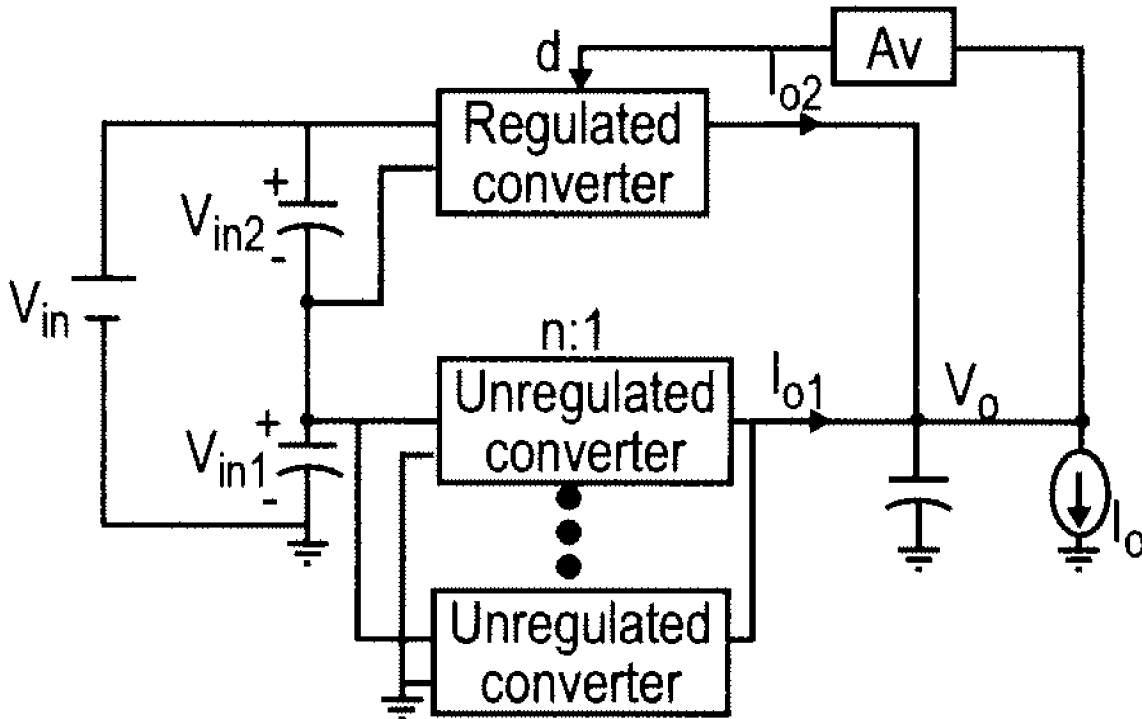 Av
d
Io2
Regulated
converter
+
Vin2
-
Vin
n:1
Unregulated
converter
Io1
Vo
+
Vin1
-
Io
Unregulated
converter